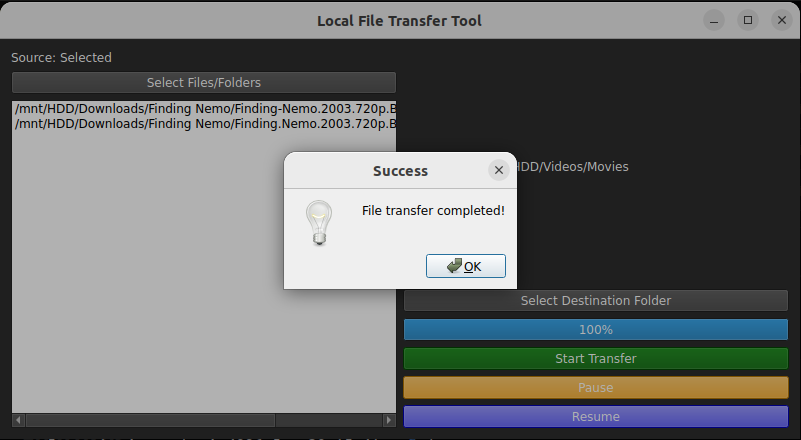 Local File Transfer Tool
Source: Selected
Select Files/Folders
/mnt/HDD/Downloads/Finding Nemo/Finding-Nemo.2003.720p.B
/mnt/HDD/Downloads/Finding Nemo/Finding.Nemo.2003.720p.B
HDD/Videos/Movies
Success
File transfer completed!
OK
Select Destination Folder
100%
Start Transfer
Pause
Resume